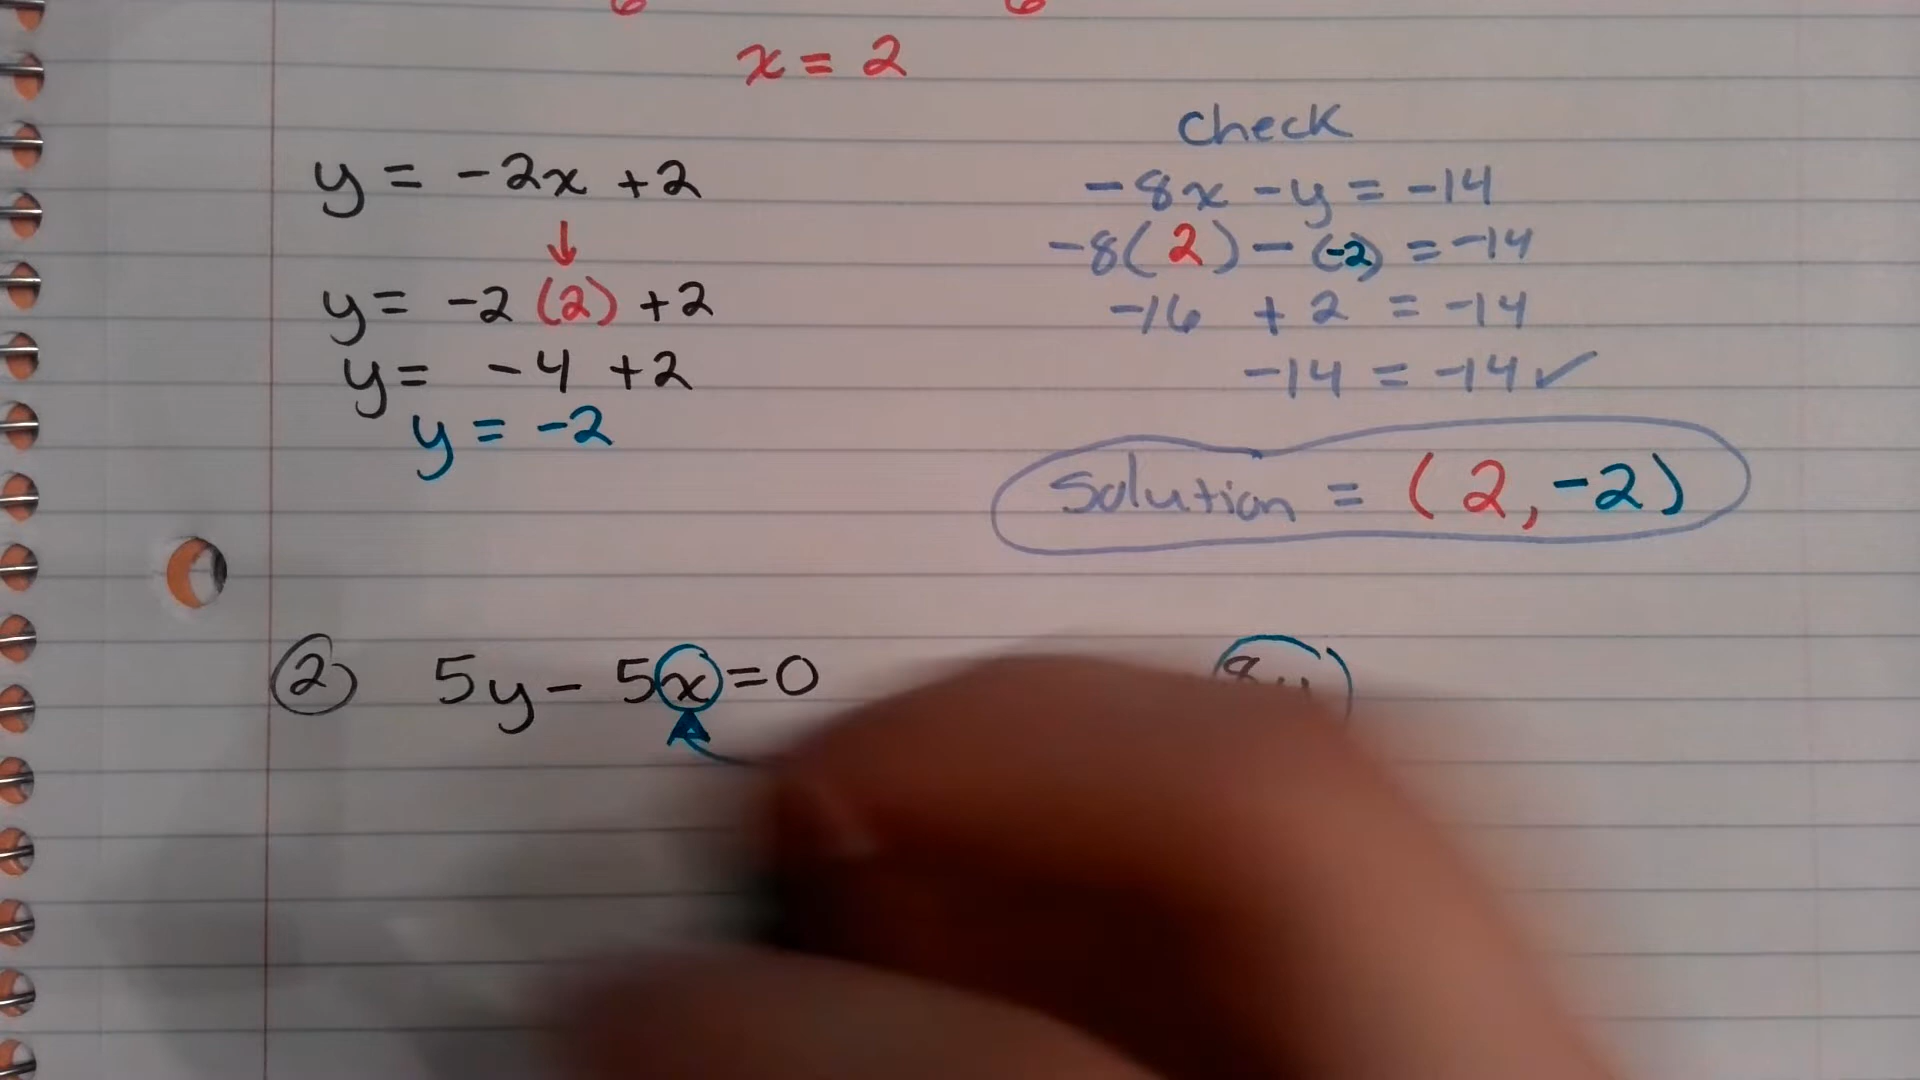 x = 2
y = -2x +2
↓
y = -2 (2) +2
y = -4 +2
y = -2
check
-8x - y = -14
-8(2) - (-2) = -14
-16 + 2 = -14
-14 = -14 ✓
Solution = (2, -2)
② 5y - 5x = 0